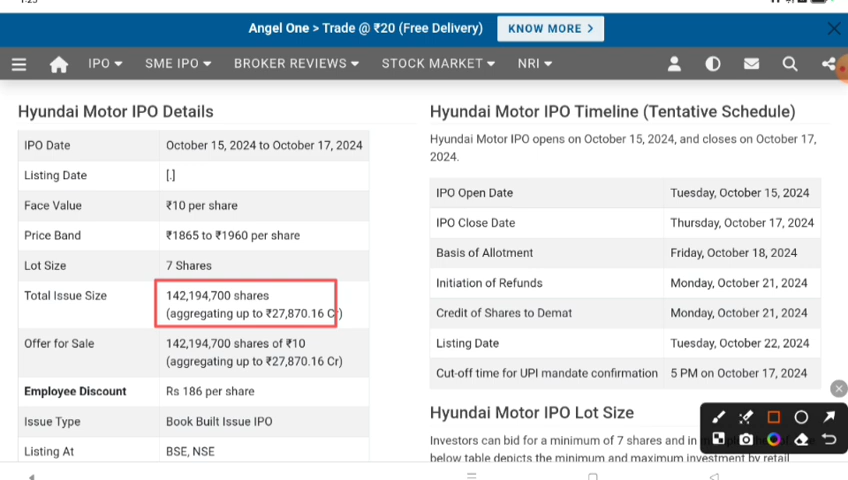 1:25
Angel One > Trade @ ₹20 (Free Delivery) KNOW MORE >
IPO SME IPO BROKER REVIEWS STOCK MARKET NRI
Hyundai Motor IPO Details
IPO Date October 15, 2024 to October 17, 2024
Listing Date [.]
Face Value ₹10 per share
Price Band ₹1865 to ₹1960 per share
Lot Size 7 Shares
Total Issue Size 142,194,700 shares
(aggregating up to ₹27,870.16 Cr)
Offer for Sale 142,194,700 shares of ₹10
(aggregating up to ₹27,870.16 Cr)
Employee Discount Rs 186 per share
Issue Type Book Built Issue IPO
Listing At BSE, NSE
Hyundai Motor IPO Timeline (Tentative Schedule)
Hyundai Motor IPO opens on October 15, 2024, and closes on October 17,
2024.
IPO Open Date Tuesday, October 15, 2024
IPO Close Date Thursday, October 17, 2024
Basis of Allotment Friday, October 18, 2024
Initiation of Refunds Monday, October 21, 2024
Credit of Shares to Demat Monday, October 21, 2024
Listing Date Tuesday, October 22, 2024
Cut-off time for UPI mandate confirmation 5 PM on October 17, 2024
Hyundai Motor IPO Lot Size
Investors can bid for a minimum of 7 shares and in
below table depicts the minimum and maximum investment by retail